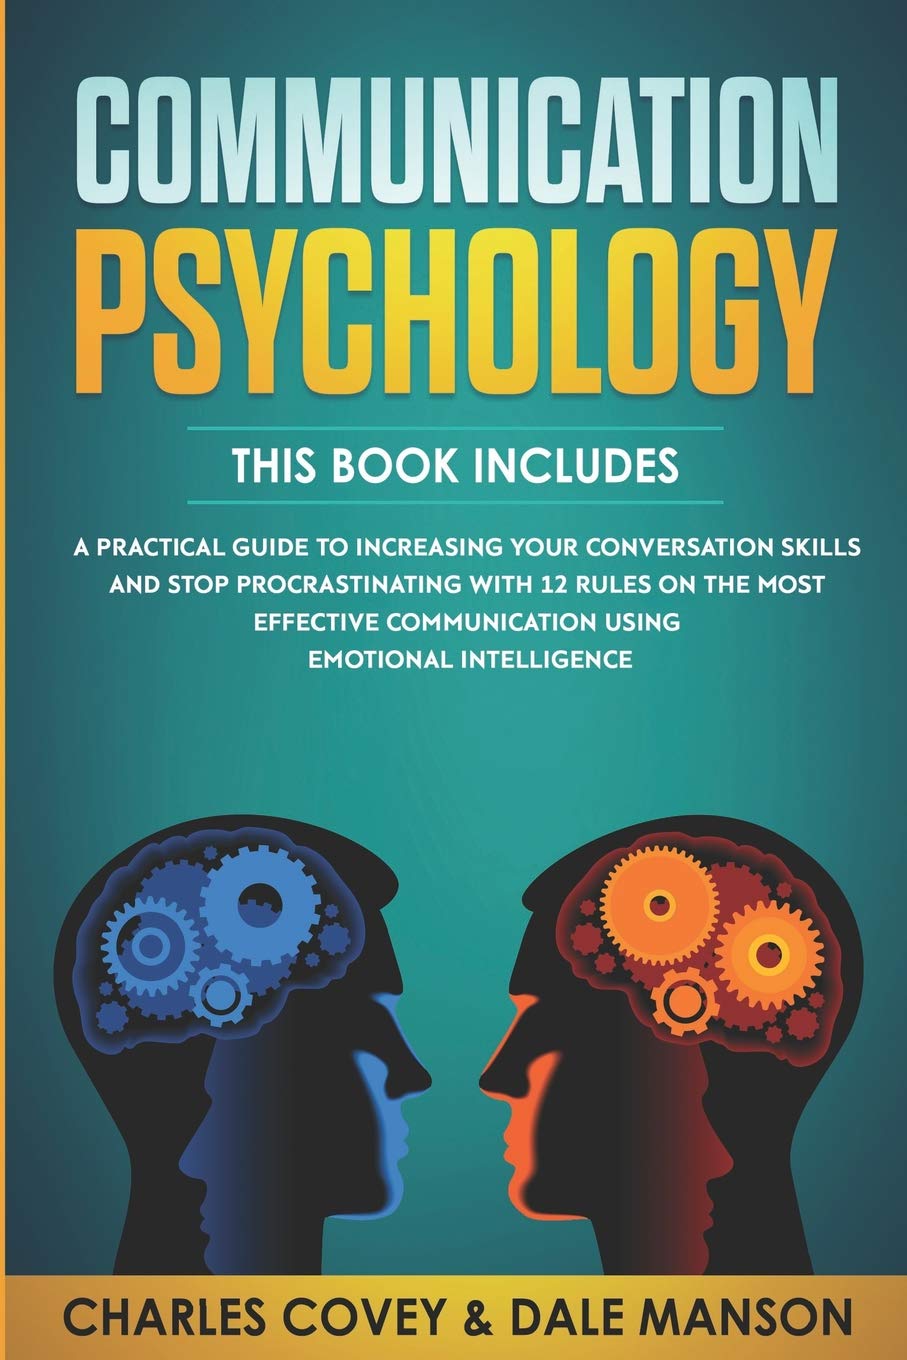 COMMUNICATION
PSYCHOLOGY
THIS BOOK INCLUDES
A PRACTICAL GUIDE TO INCREASING YOUR CONVERSATION SKILLS
AND STOP PROCRASTINATING WITH 12 RULES ON THE MOST
EFFECTIVE COMMUNICATION USING
EMOTIONAL INTELLIGENCE
CHARLES COVEY & DALE MANSON